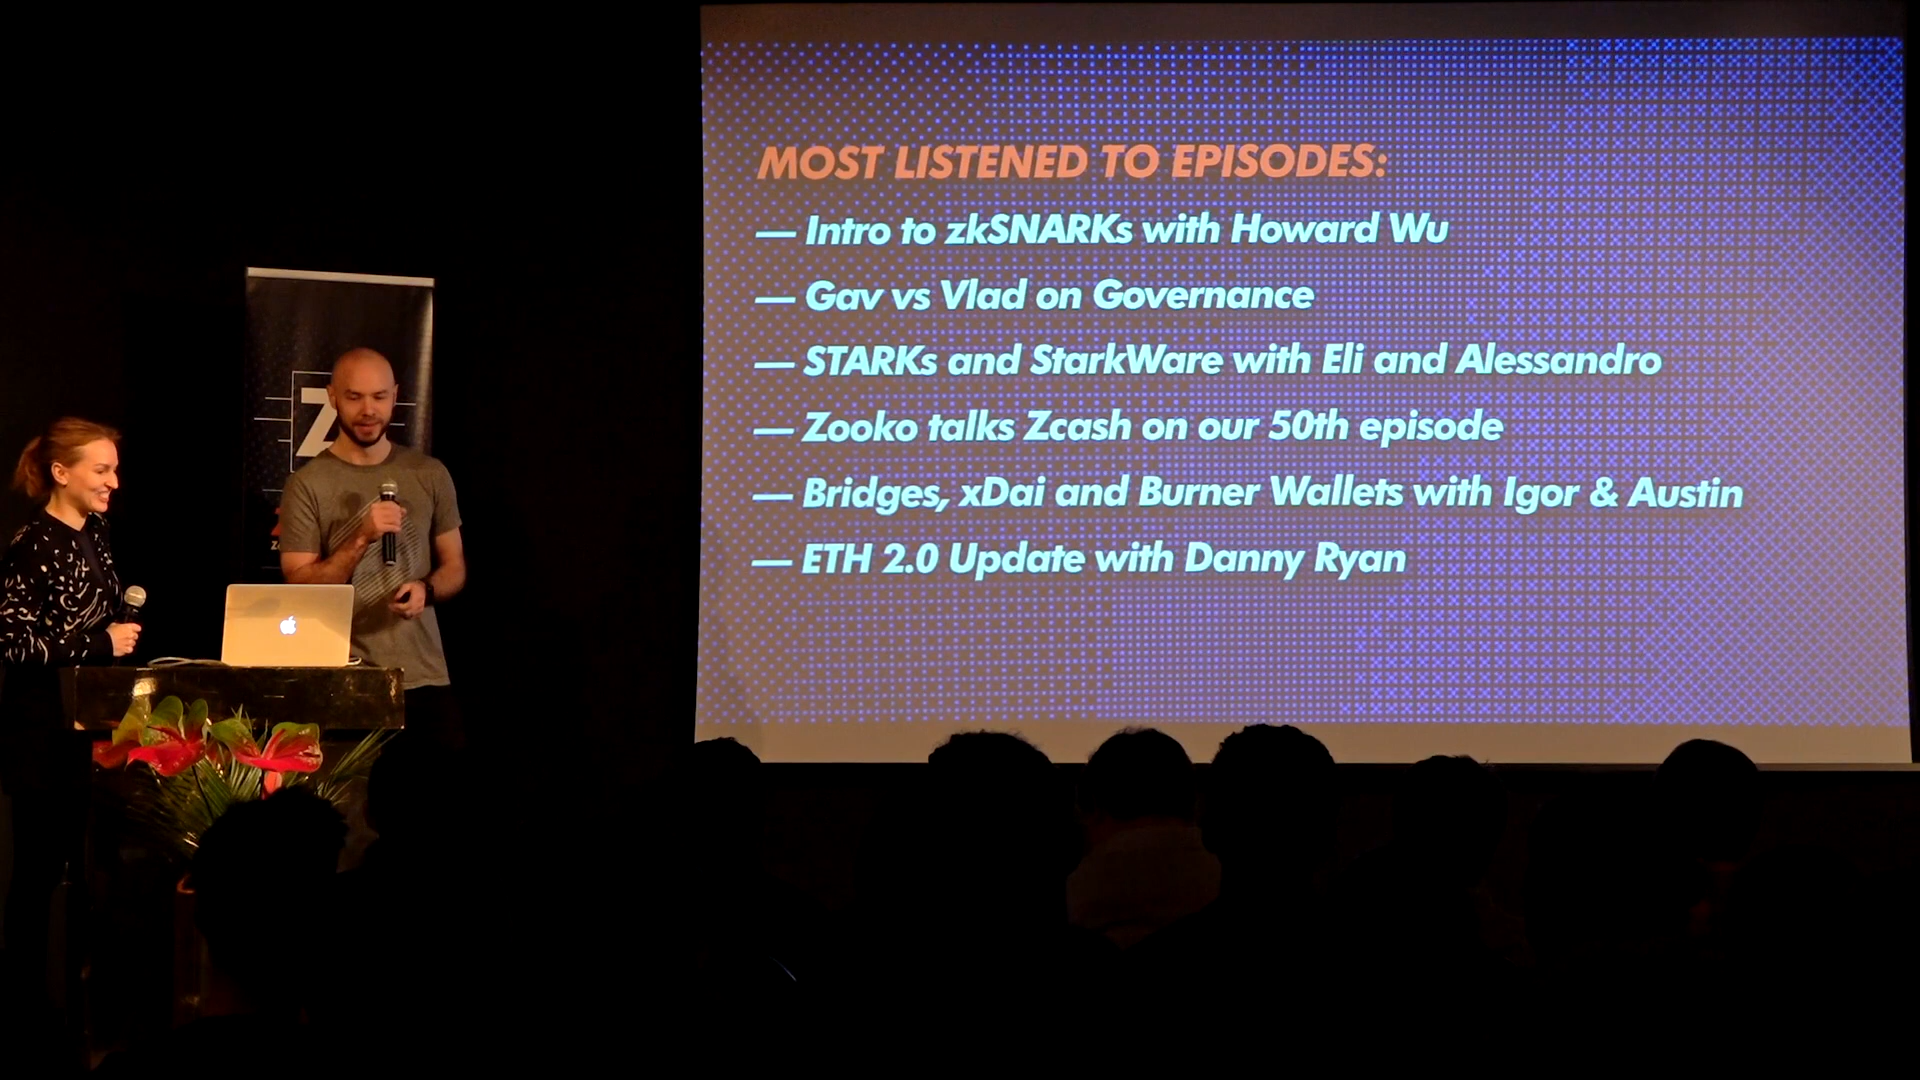 MOST LISTENED TO EPISODES:
— Intro to zkSNARKs with Howard Wu
— Gav vs Vlad on Governance
— STARKs and StarkWare with Eli and Alessandro
— Zooko talks Zcash on our 50th episode
— Bridges, xDai and Burner Wallets with Igor & Austin
— ETH 2.0 Update with Danny Ryan
Z